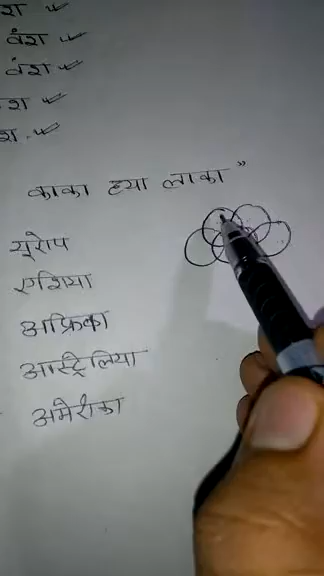 वंश
वंश
काका ह्या लाका”
यूरोप
एशिया
अफ्रिका
आस्ट्रेलिया
अमेरीका